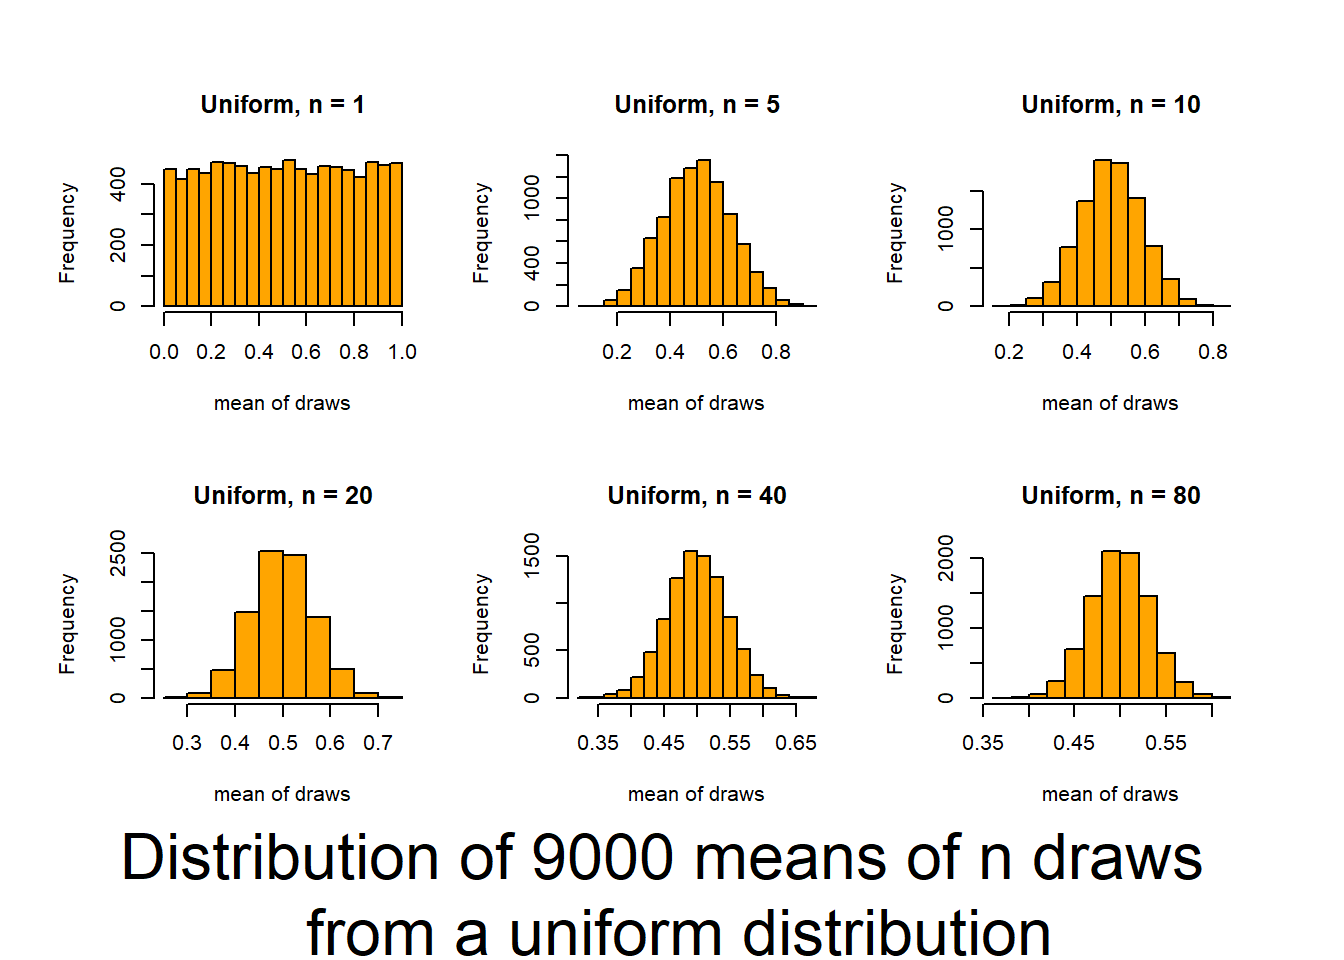 Uniform, n = 1
Frequency
0 200 400
0.0 0.2 0.4 0.6 0.8 1.0
mean of draws
Uniform, n = 5
Frequency
0 400 1000
0.2 0.4 0.6 0.8
mean of draws
Uniform, n = 10
Frequency
0 1000
0.2 0.4 0.6 0.8
mean of draws
Uniform, n = 20
Frequency
0 1000 2500
0.3 0.4 0.5 0.6 0.7
mean of draws
Uniform, n = 40
Frequency
0 500 1500
0.35 0.45 0.55 0.65
mean of draws
Uniform, n = 80
Frequency
0 1000 2000
0.35 0.45 0.55
mean of draws
Distribution of 9000 means of n draws
from a uniform distribution